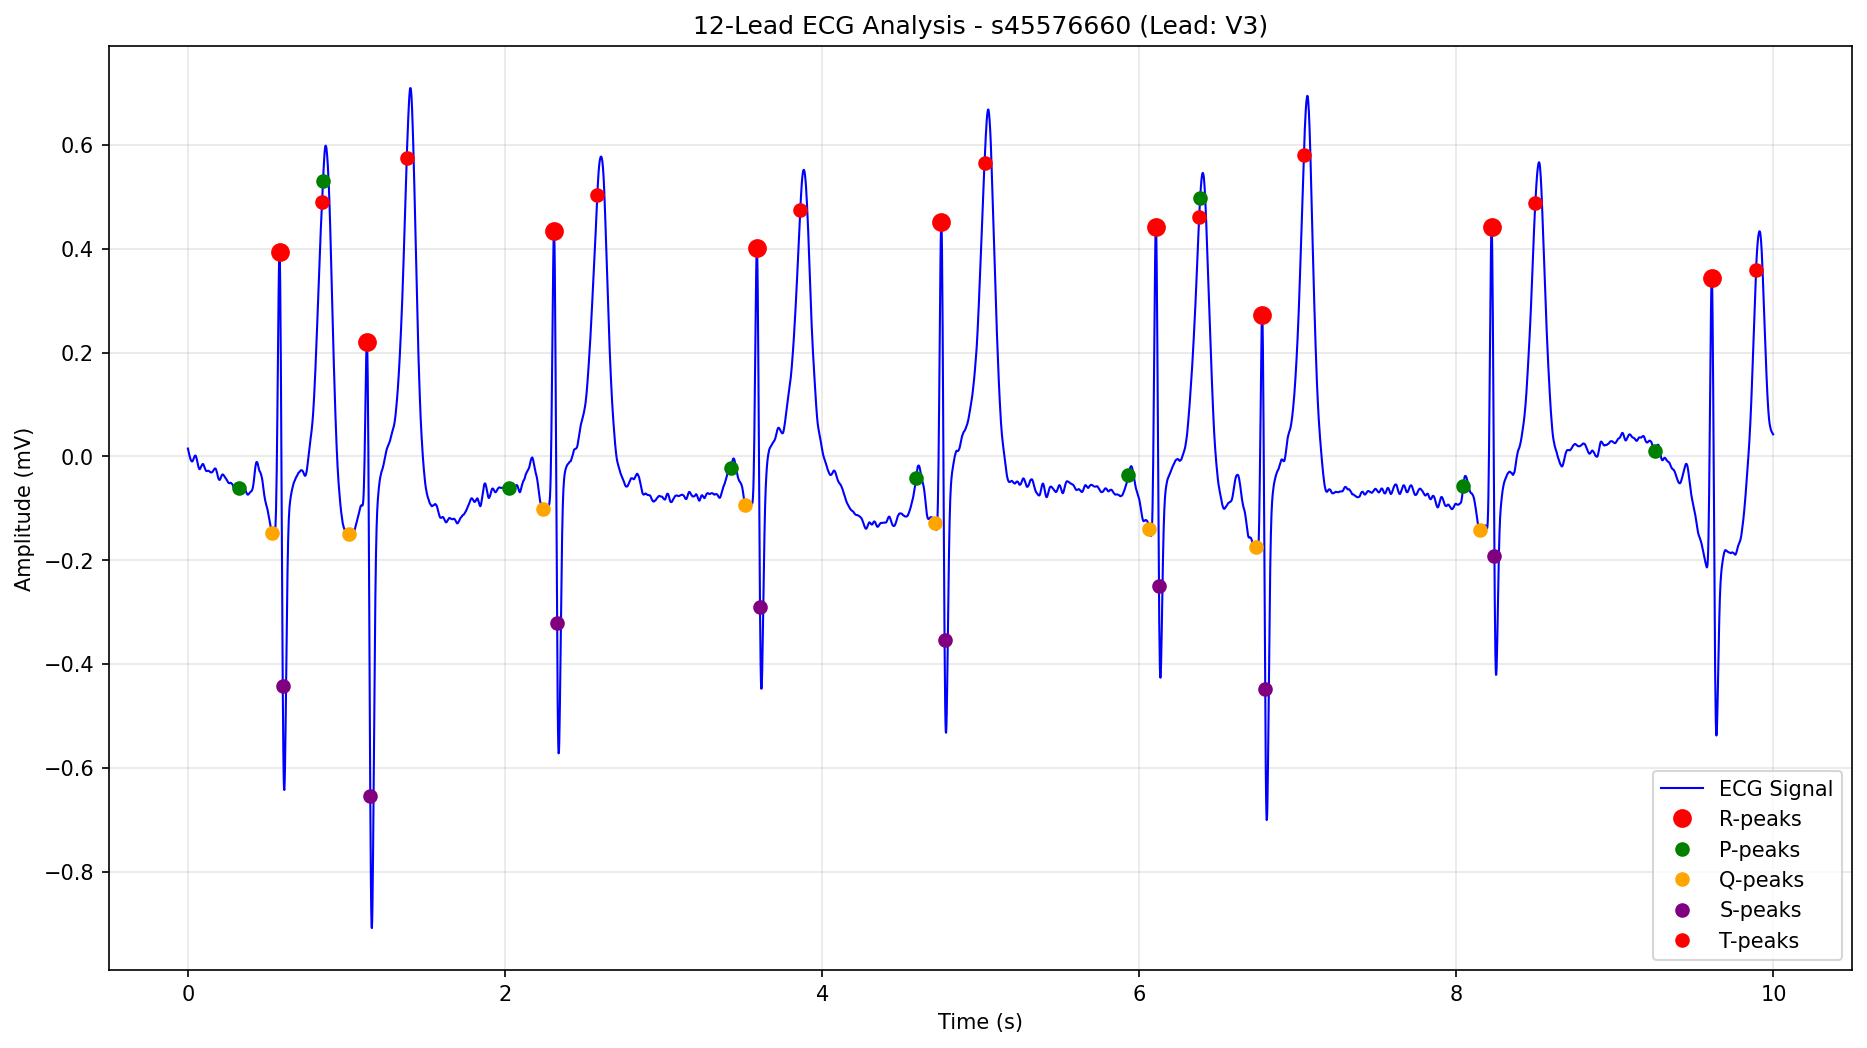 12-Lead ECG Analysis - s45576660 (Lead: V3)
Amplitude (mV)
0.6
0.4
0.2
0.0
−0.2
−0.4
−0.6
−0.8
ECG Signal
R-peaks
P-peaks
Q-peaks
S-peaks
T-peaks
0 2 4 6 8 10
Time (s)